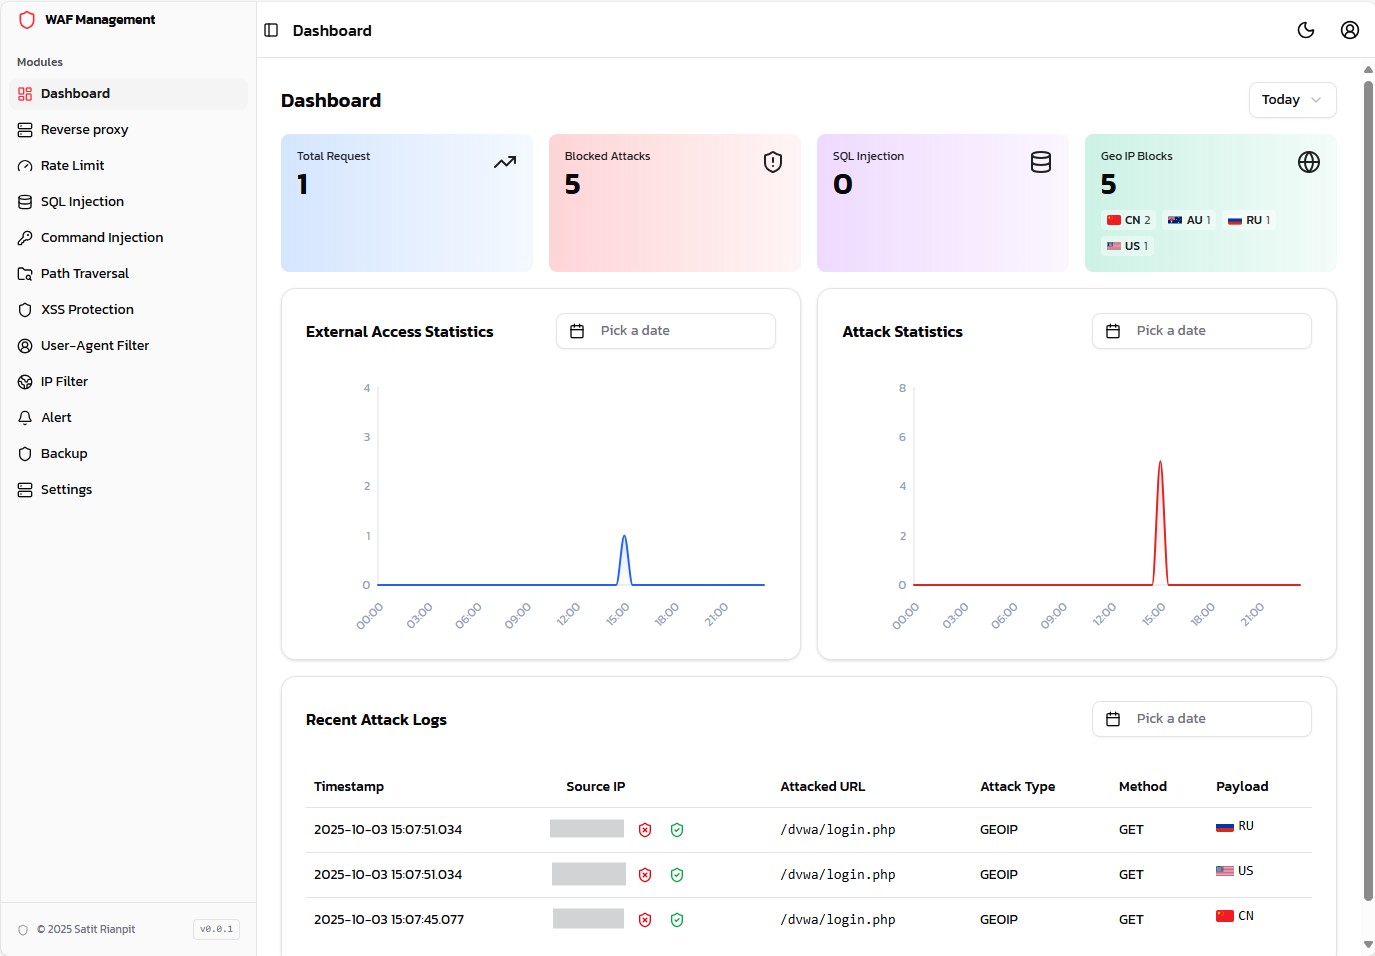 WAF Management
Modules
Dashboard
Reverse proxy
Rate Limit
SQL Injection
Command Injection
Path Traversal
XSS Protection
User-Agent Filter
IP Filter
Alert
Backup
Settings
© 2025 Satit Rianpit v0.0.1
Dashboard
Dashboard
Today
Total Request
1
Blocked Attacks
5
SQL Injection
0
Geo IP Blocks
5
CN 2 AU 1 RU 1
US 1
External Access Statistics
Pick a date
4
3
2
1
0
00:00 03:00 06:00 09:00 12:00 15:00 18:00 21:00
Attack Statistics
Pick a date
8
6
4
2
0
00:00 03:00 06:00 09:00 12:00 15:00 18:00 21:00
Recent Attack Logs
Pick a date
Timestamp Source IP Attacked URL Attack Type Method Payload
2025-10-03 15:07:51.034 /dvwa/login.php GEOIP GET RU
2025-10-03 15:07:51.034 /dvwa/login.php GEOIP GET US
2025-10-03 15:07:45.077 /dvwa/login.php GEOIP GET CN